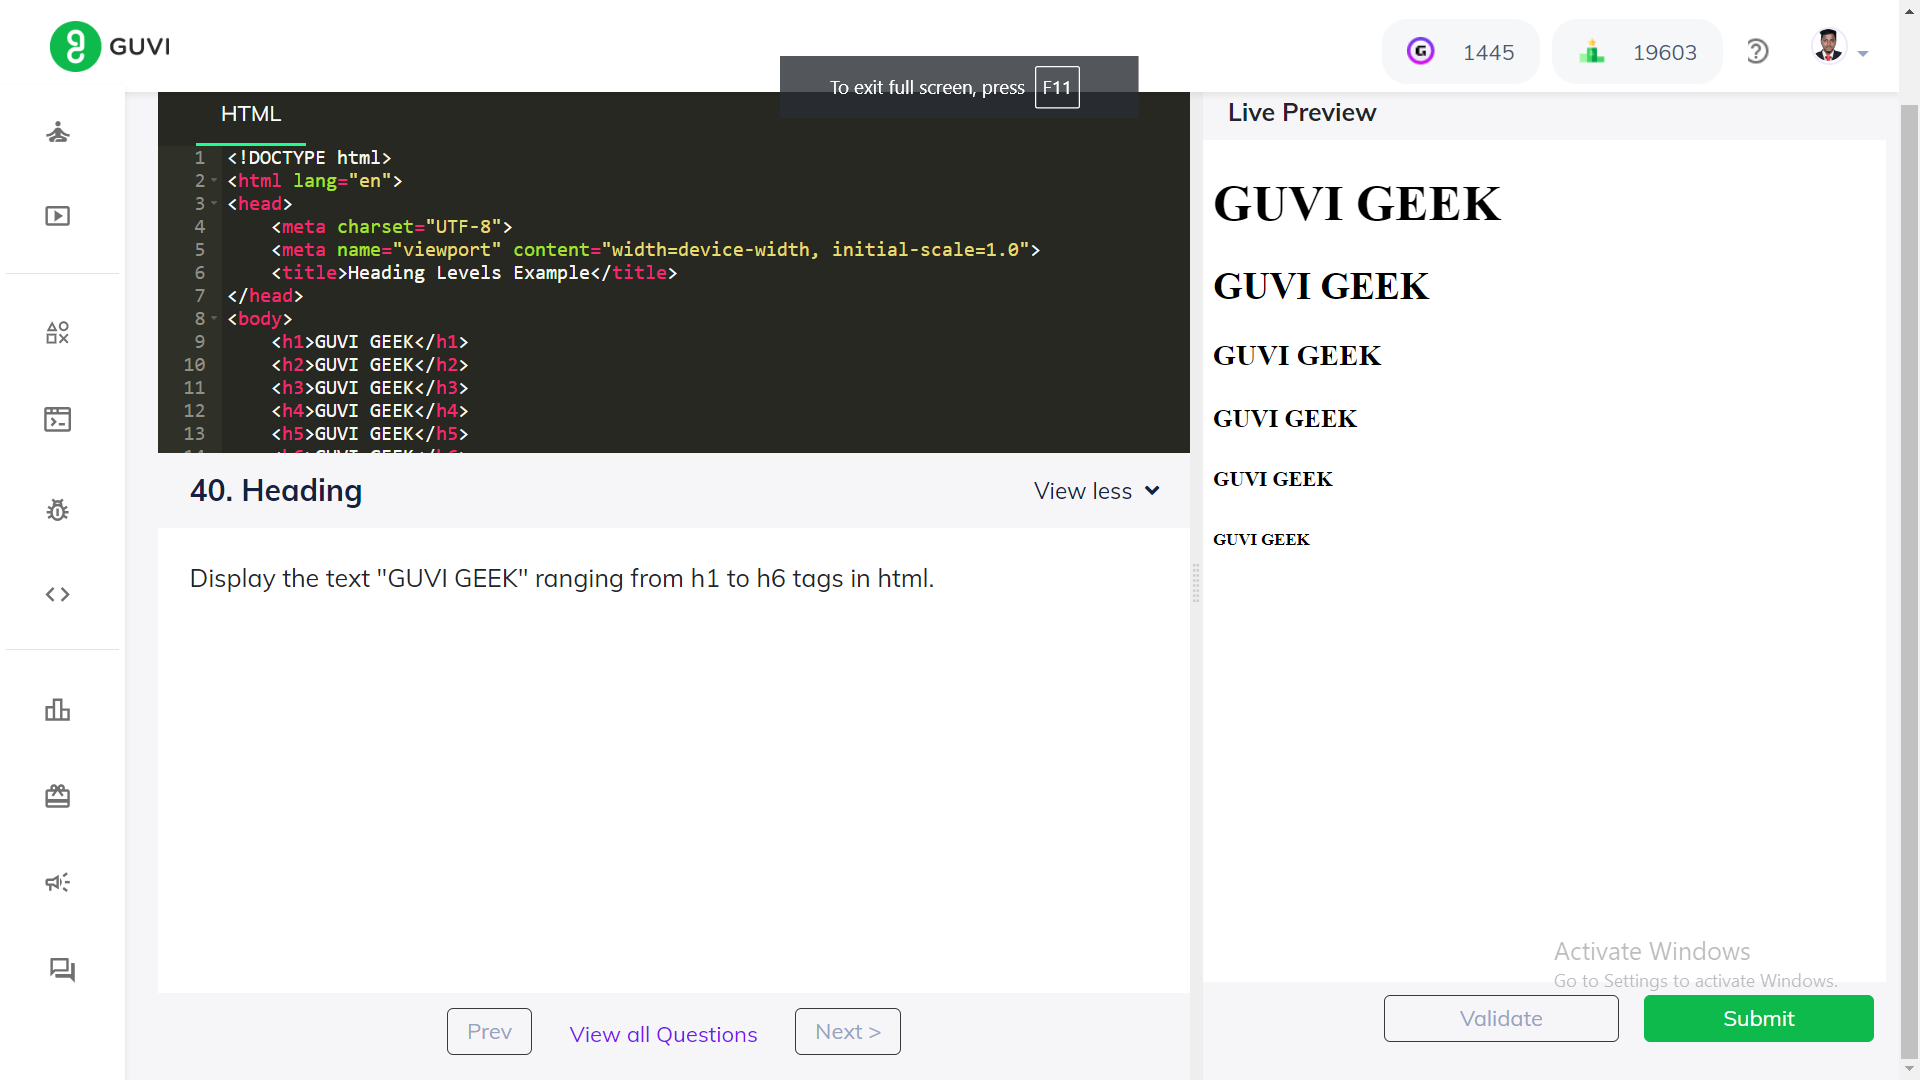 GUVI
1445
19603
To exit full screen, press F11
HTML
1 <!DOCTYPE html>
2 <html lang="en">
3 <head>
4 <meta charset="UTF-8">
5 <meta name="viewport" content="width=device-width, initial-scale=1.0">
6 <title>Heading Levels Example</title>
7 </head>
8 <body>
9 <h1>GUVI GEEK</h1>
10 <h2>GUVI GEEK</h2>
11 <h3>GUVI GEEK</h3>
12 <h4>GUVI GEEK</h4>
13 <h5>GUVI GEEK</h5>
40. Heading
View less
Display the text "GUVI GEEK" ranging from h1 to h6 tags in html.
Prev
View all Questions
Next >
Live Preview
GUVI GEEK
GUVI GEEK
GUVI GEEK
GUVI GEEK
GUVI GEEK
GUVI GEEK
Activate Windows
Go to Settings to activate Windows.
Validate
Submit